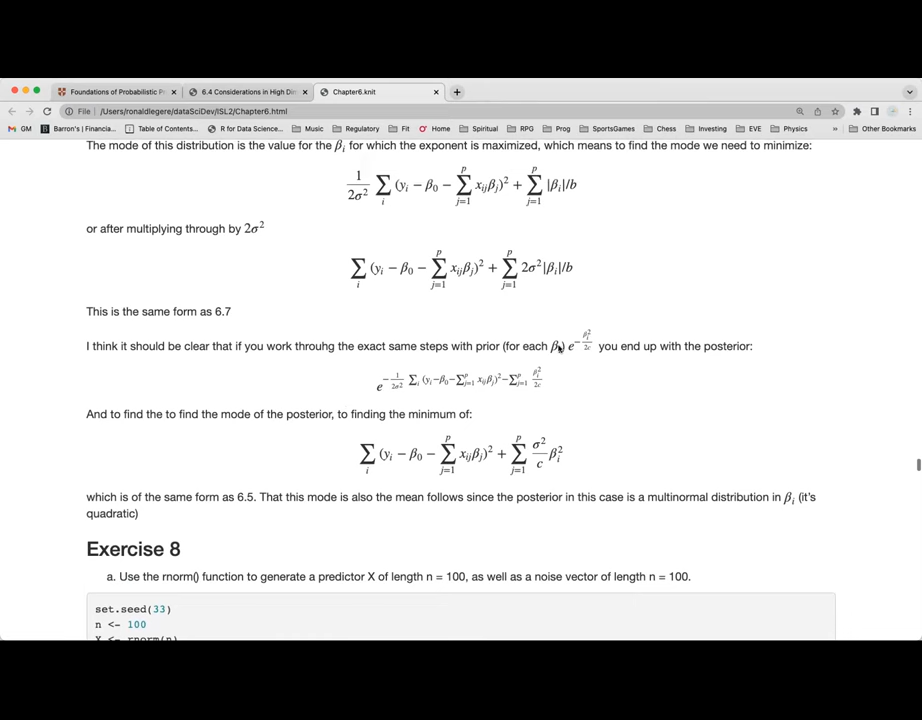 Foundations of Probabilistic Pr
6.4 Considerations in High Dim
Chapter6.knit
File | /Users/ronaldlegere/dataSciDev/ISL2/Chapter6.html
GM Barron's | Financia... Table of Contents... R for Data Science... Music Regulatory Fit Home Spiritual RPG Prog SportsGames Chess Investing EVE Physics » Other Bookmarks
The mode of this distribution is the value for the β_i for which the exponent is maximized, which means to find the mode we need to minimize:
1/(2σ²) ∑_i (y_i − β_0 − ∑_{j=1}^p x_{ij}β_j)² + ∑_{j=1}^p |β_i|/b
or after multiplying through by 2σ²
∑_i (y_i − β_0 − ∑_{j=1}^p x_{ij}β_j)² + ∑_{j=1}^p 2σ²|β_i|/b
This is the same form as 6.7
I think it should be clear that if you work throuhg the exact same steps with prior (for each β_i) e^{−β_i²/2c} you end up with the posterior:
e^{−1/(2σ²) ∑_i (y_i−β_0−∑_{j=1}^p x_{ij}β_j)²−∑_{j=1}^p β_i²/2c}
And to find the to find the mode of the posterior, to finding the minimum of:
∑_i (y_i − β_0 − ∑_{j=1}^p x_{ij}β_j)² + ∑_{j=1}^p σ²/c β_i²
which is of the same form as 6.5. That this mode is also the mean follows since the posterior in this case is a multinormal distribution in β_i (it's
quadratic)
Exercise 8
a. Use the rnorm() function to generate a predictor X of length n = 100, as well as a noise vector of length n = 100.
set.seed(33)
n <- 100
X <- rnorm(n)